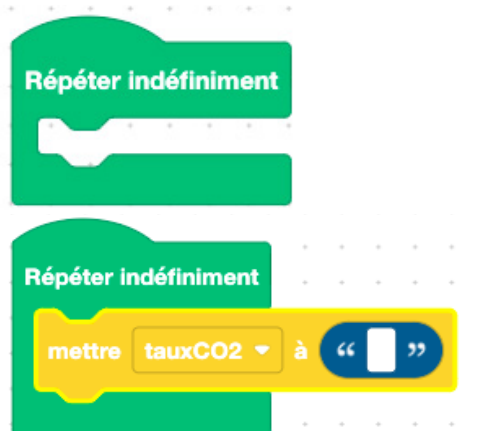 Répéter indéfiniment
Répéter indéfiniment
mettre tauxCO2 à “ ”